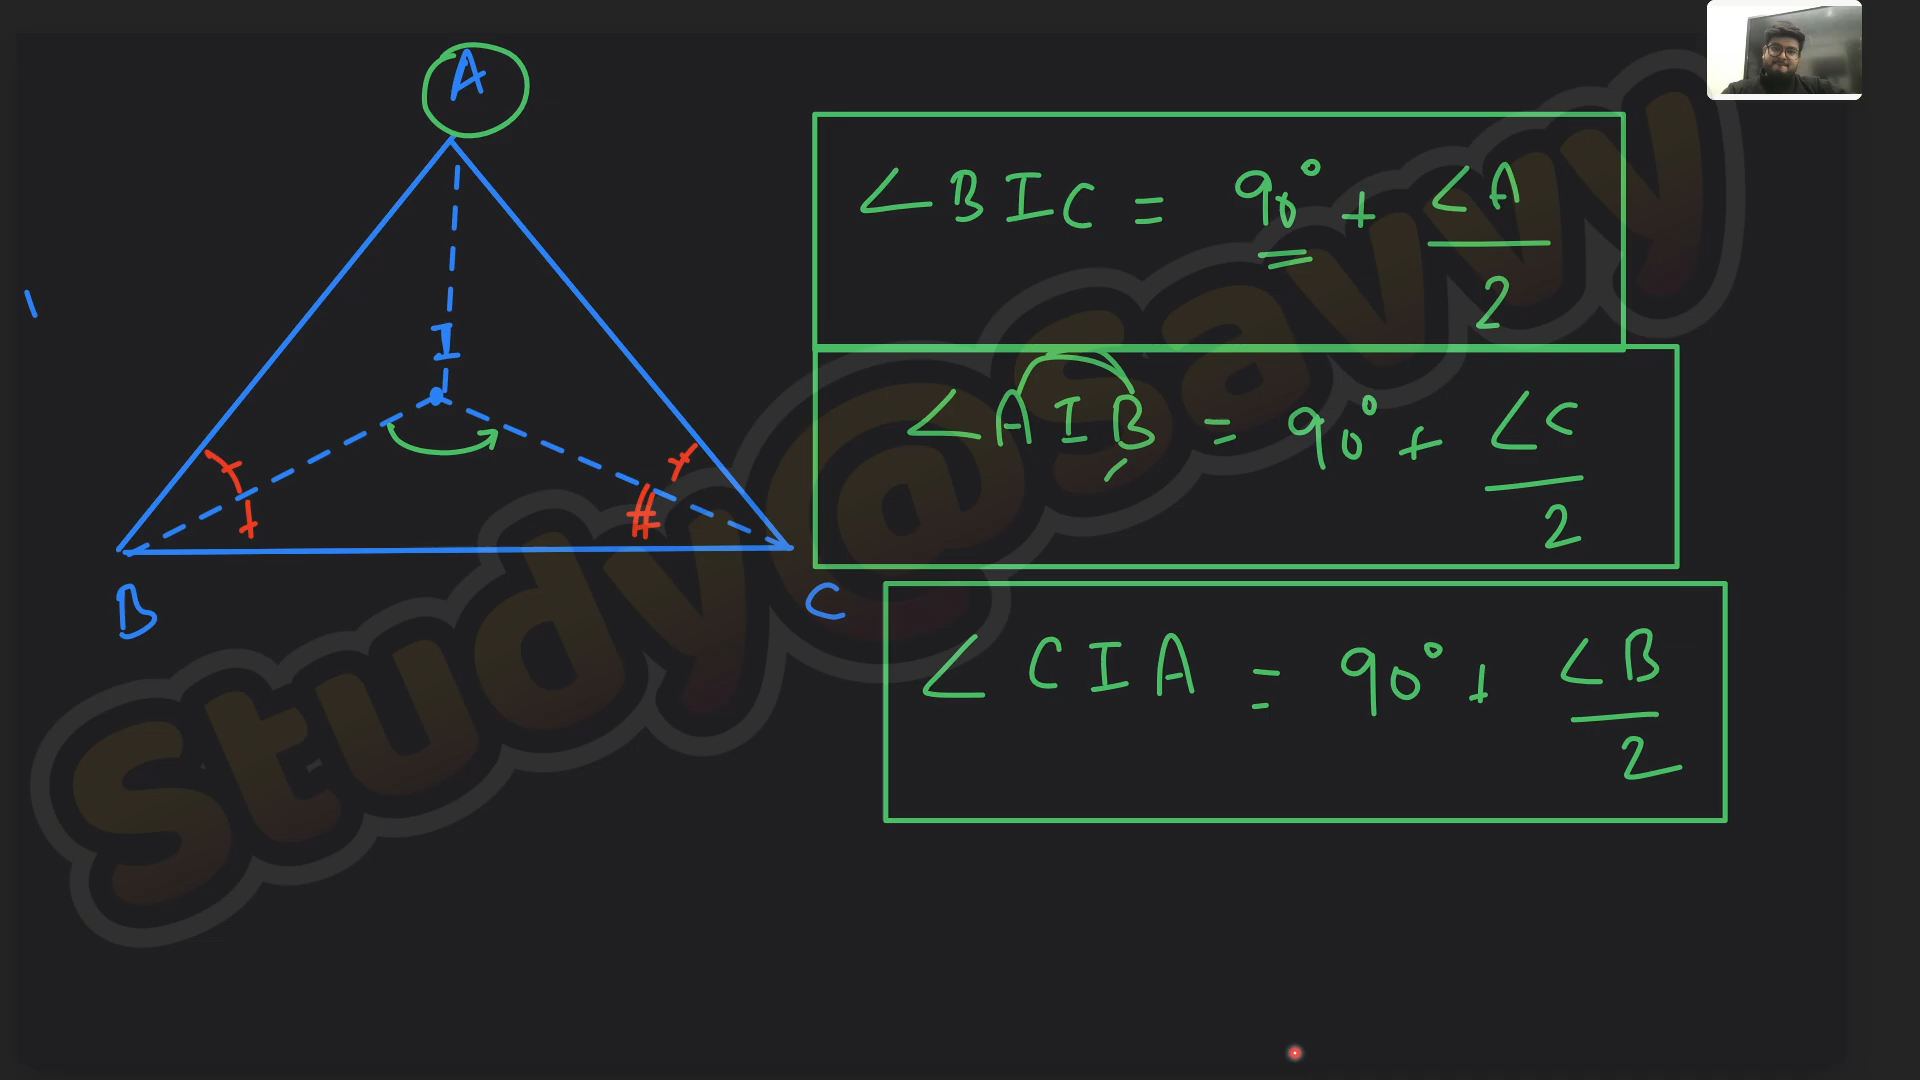 A
I
B
C
∠BIC = 90° + ∠A
2
∠AIB = 90° + ∠C
2
∠CIA = 90° + ∠B
2
Study@savvy